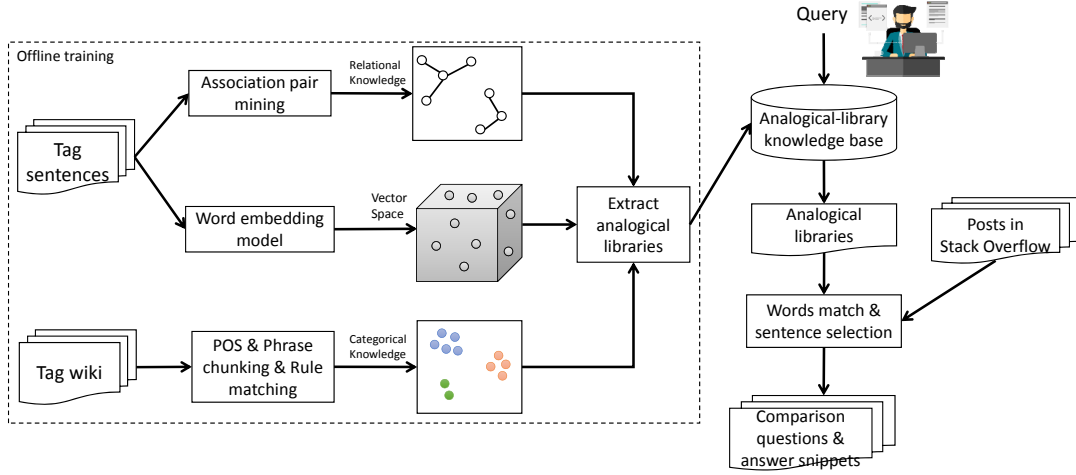 Offline training
Tag
sentences
Association pair
mining
Relational
Knowledge
Word embedding
model
Vector
Space
Tag wiki
POS & Phrase
chunking & Rule
matching
Categorical
Knowledge
Extract
analogical
libraries
Query
Analogical-library
knowledge base
Analogical
libraries
Posts in
Stack Overflow
Words match &
sentence selection
Comparison
questions &
answer snippets